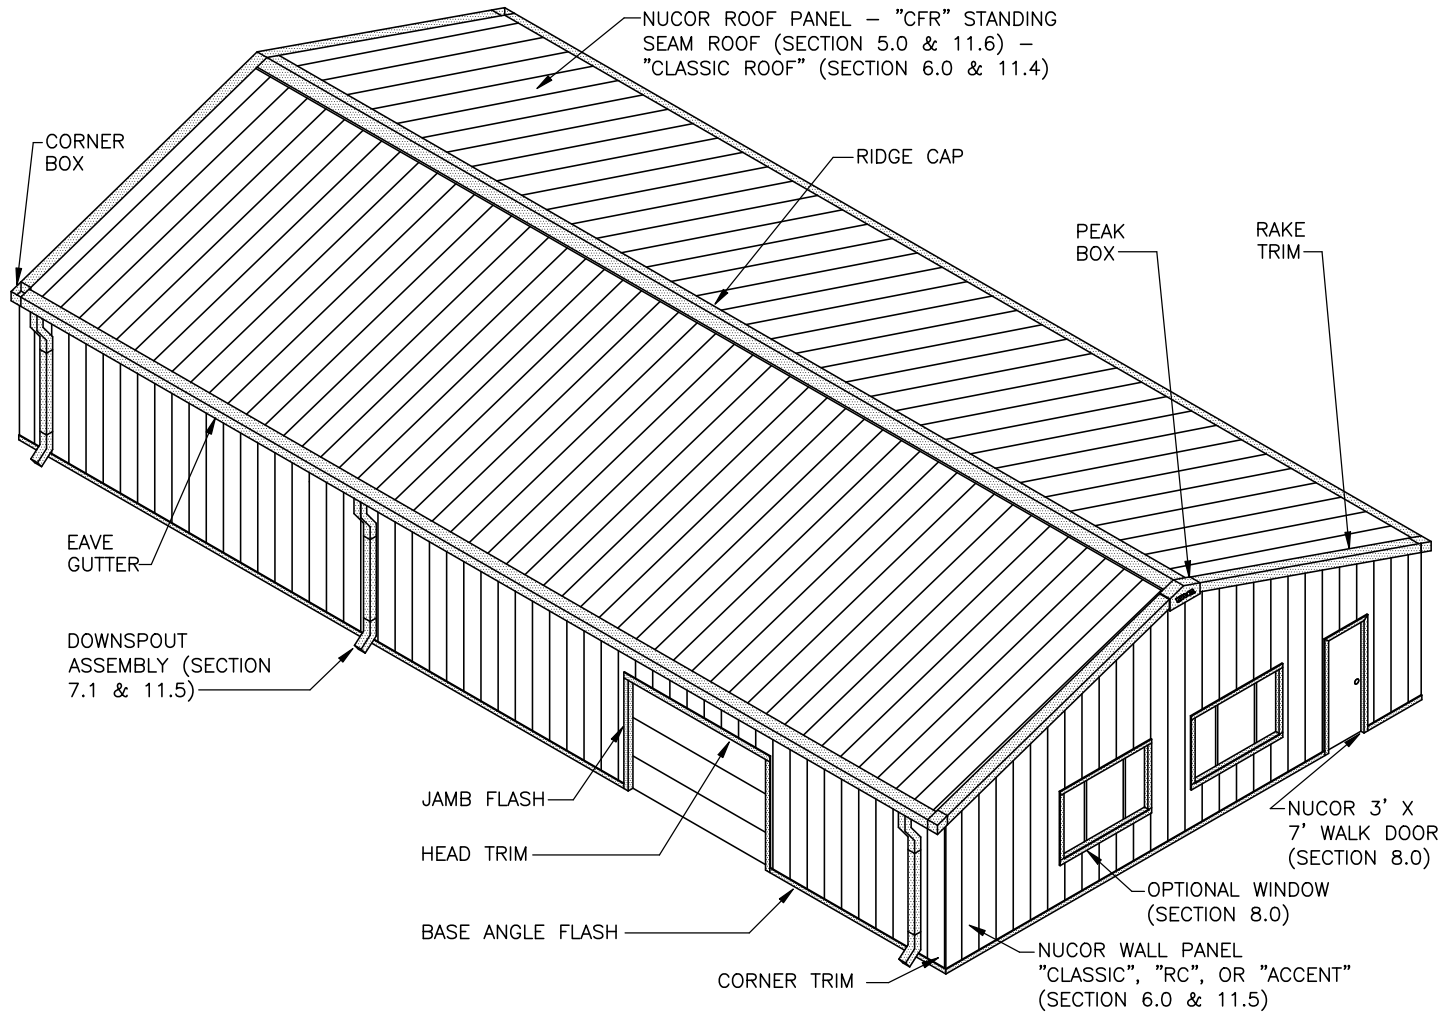 NUCOR ROOF PANEL – "CFR" STANDING
SEAM ROOF (SECTION 5.0 & 11.6) –
"CLASSIC ROOF" (SECTION 6.0 & 11.4)
CORNER
BOX
RIDGE CAP
PEAK
BOX
RAKE
TRIM
EAVE
GUTTER
DOWNSPOUT
ASSEMBLY (SECTION
7.1 & 11.5)
JAMB FLASH
HEAD TRIM
BASE ANGLE FLASH
CORNER TRIM
NUCOR 3' X
7' WALK DOOR
(SECTION 8.0)
OPTIONAL WINDOW
(SECTION 8.0)
NUCOR WALL PANEL
"CLASSIC", "RC", OR "ACCENT"
(SECTION 6.0 & 11.5)